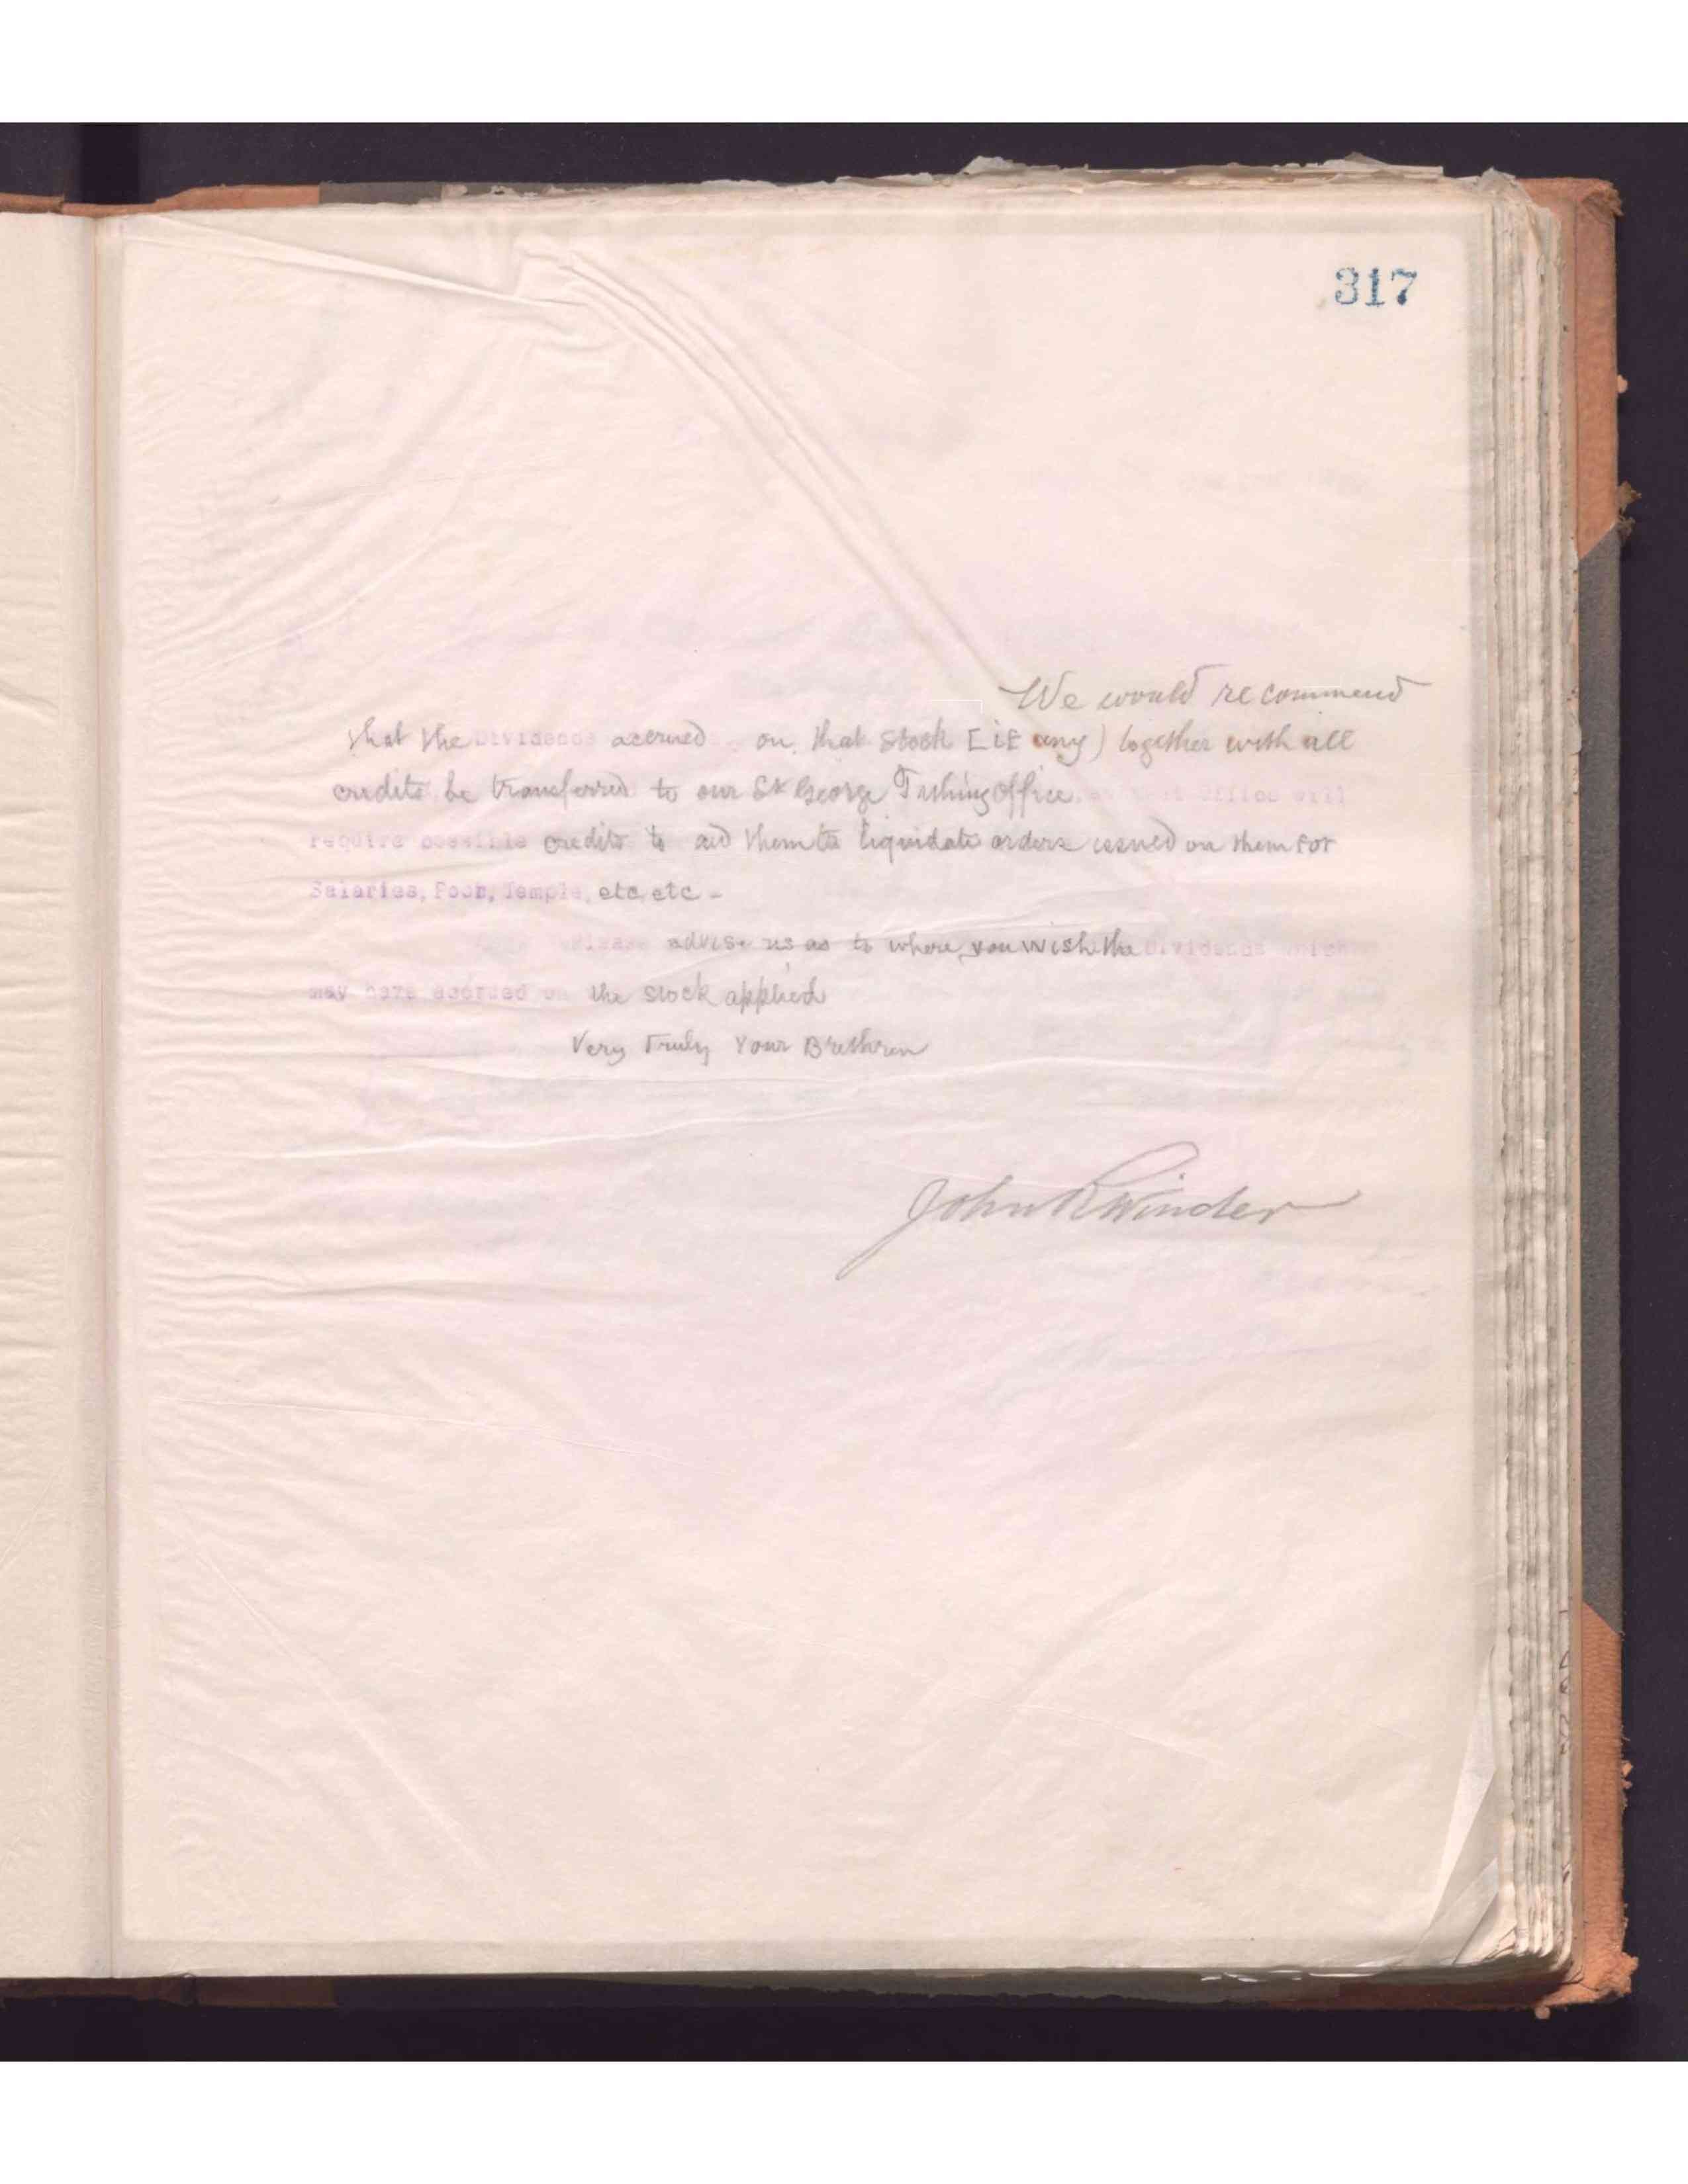 317
We would recommend
that the Dividends accrued on that Stock [if any) together with all
credits be transferred to our St George Tithing Office. Office will
require possible credits to aid them to liquidate orders issued on them for
Salaries, Poor, Temple, etc etc -
Please advise us as to where you wish the Dividends which
may have accrued on the stock applied
Very Truly Your Brethren
John R Winder